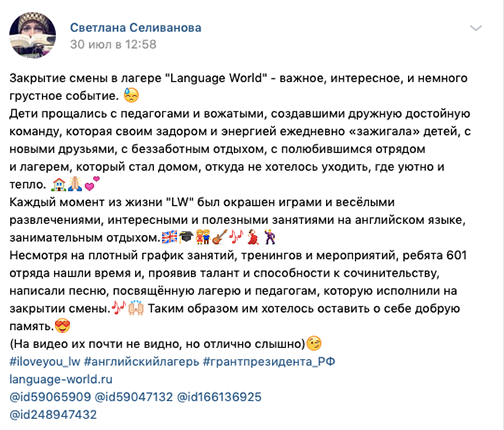 Светлана Селиванова
30 июл в 12:58
Закрытие смены в лагере "Language World" - важное, интересное, и немного
грустное событие. 😓
Дети прощались с педагогами и вожатыми, создавшими дружную достойную
команду, которая своим задором и энергией ежедневно «зажигала» детей, с
новыми друзьями, с беззаботным отдыхом, с полюбившимся отрядом
и лагерем, который стал домом, откуда не хотелось уходить, где уютно и
тепло. 🏠🙏💕
Каждый момент из жизни "LW" был окрашен играми и весёлыми
развлечениями, интересными и полезными занятиями на английском языке,
занимательным отдыхом.🇬🇧🎓👫🎸🎶💃🕺
Несмотря на плотный график занятий, тренингов и мероприятий, ребята 601
отряда нашли время и, проявив талант и способности к сочинительству,
написали песню, посвящённую лагерю и педагогам, которую исполнили на
закрытии смены.🎶🙌 Таким образом им хотелось оставить о себе добрую
память.😍
(На видео их почти не видно, но отлично слышно)😉
#iloveyou_lw #английскийлагерь #грантпрезидента_РФ
language-world.ru
@id59065909 @id59047132 @id166136925
@id248947432